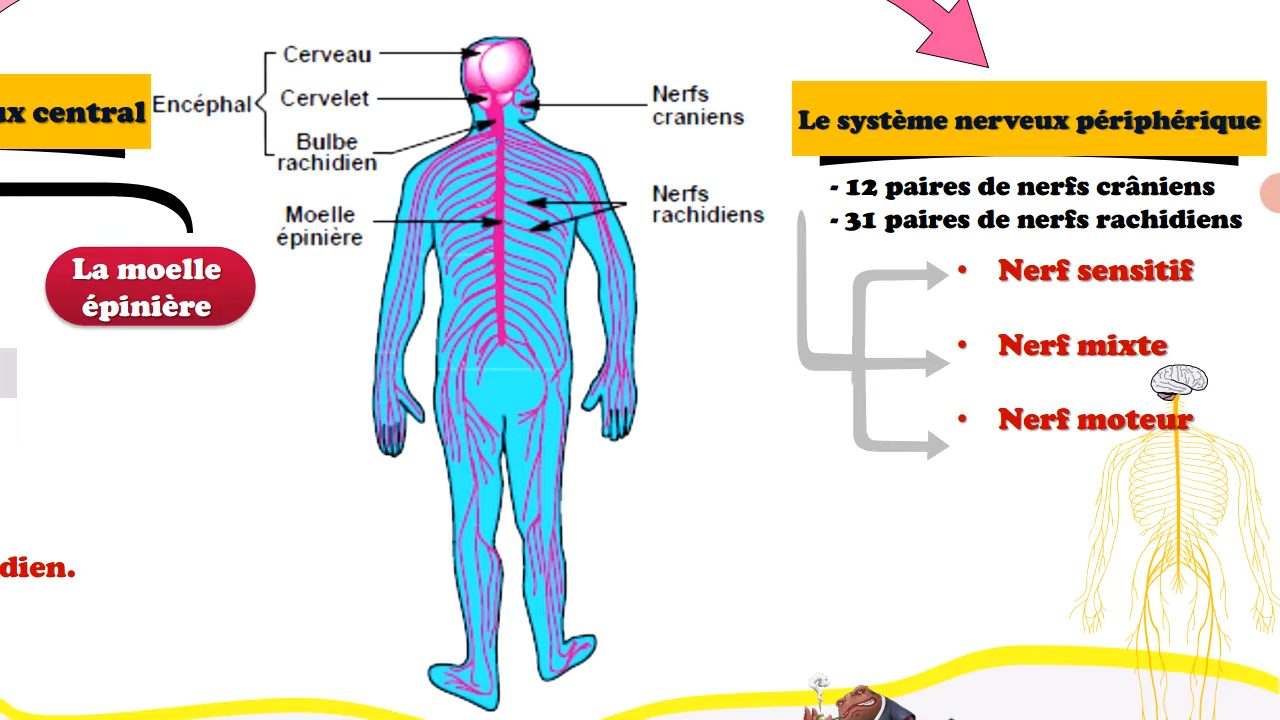 ux central
Encéphal
Cerveau
Cervelet
Bulbe
rachidien
Moelle
épinière
Nerfs
craniens
Nerfs
rachidiens
La moelle
épinière
dien.
Le système nerveux périphérique
- 12 paires de nerfs crâniens
- 31 paires de nerfs rachidiens
• Nerf sensitif
• Nerf mixte
• Nerf moteur